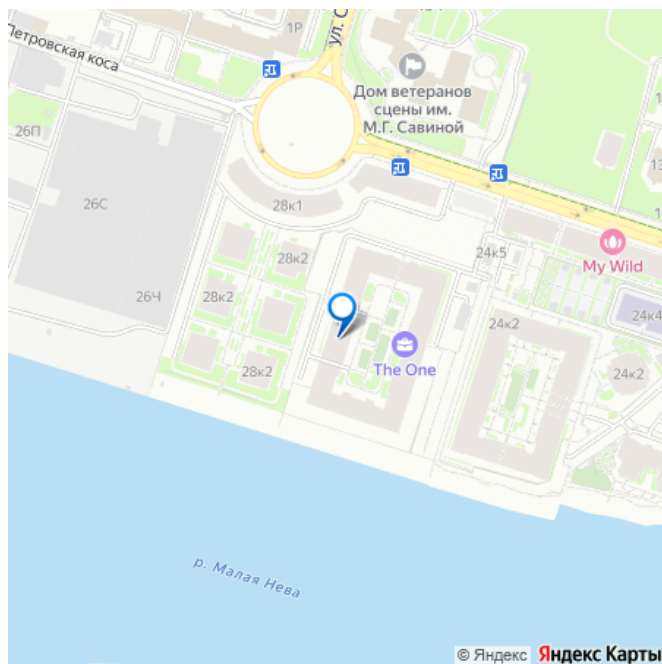 1Р
ул. С
Петровская коса
Дом ветеранов
сцены им.
М.Г. Савиной
26П
13
26С
28к1
My Wild
28к2
24к5
26Ч
28к2
24к4
24к2
The One
28к2
24к2
р. Малая Нева
© Яндекс Яндекс Карты